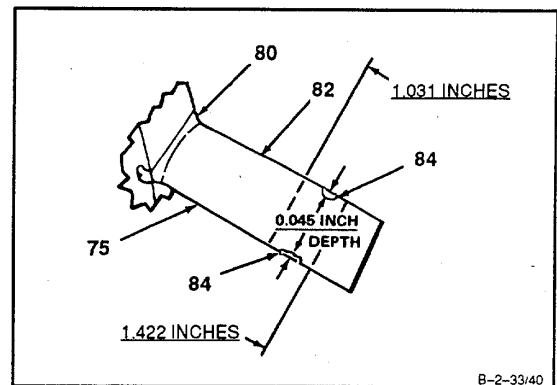 80
82
1.031 INCHES
84
0.045 INCH
DEPTH
75
84
1.422 INCHES
B-2-33/40